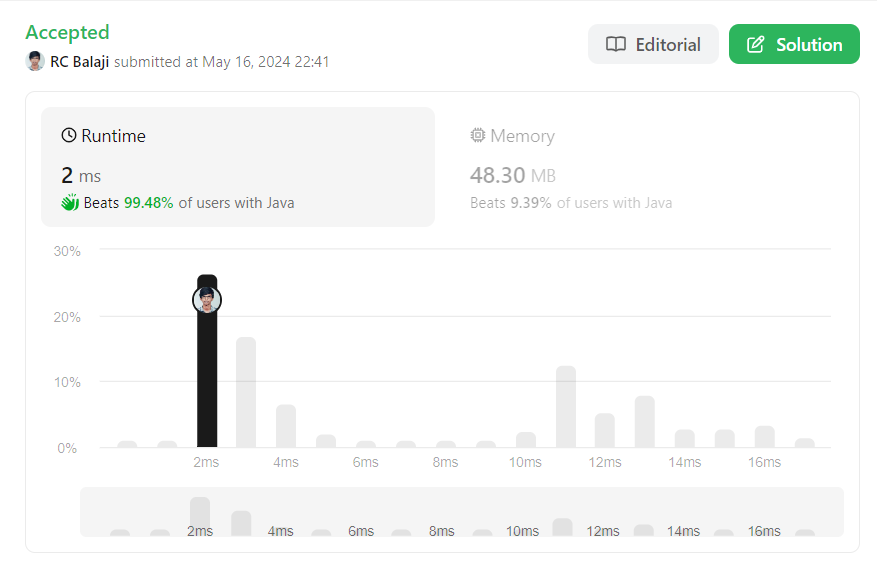 Accepted
RC Balaji submitted at May 16, 2024 22:41
Editorial
Solution
Runtime
2 ms
Beats 99.48% of users with Java
Memory
48.30 MB
Beats 9.39% of users with Java
30%
20%
10%
0%
2ms 4ms 6ms 8ms 10ms 12ms 14ms 16ms
2ms 4ms 6ms 8ms 10ms 12ms 14ms 16ms